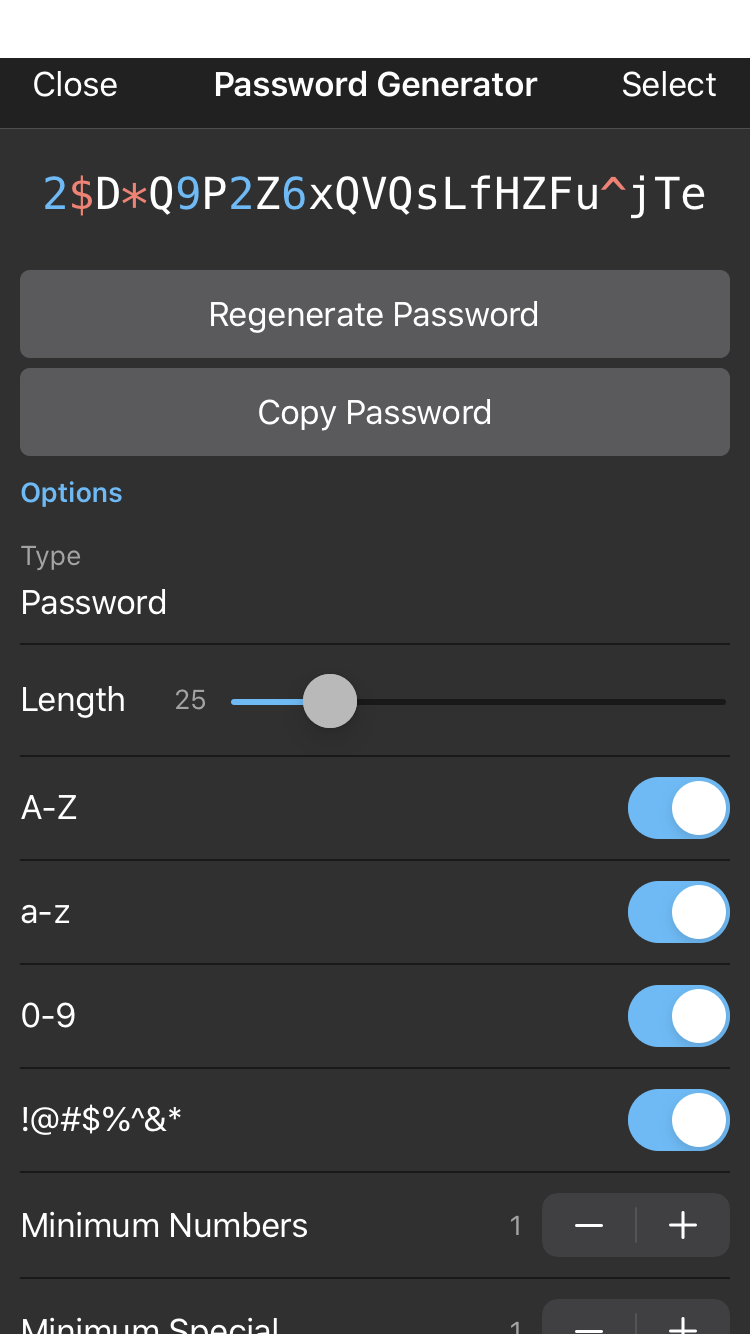 Close Password Generator Select
2$D*Q9P2Z6xQVQsLfHZFu^jTe
Regenerate Password
Copy Password
Options
Type
Password
Length 25
A-Z
a-z
0-9
!@#$%^&*
Minimum Numbers 1
Minimum Special 1